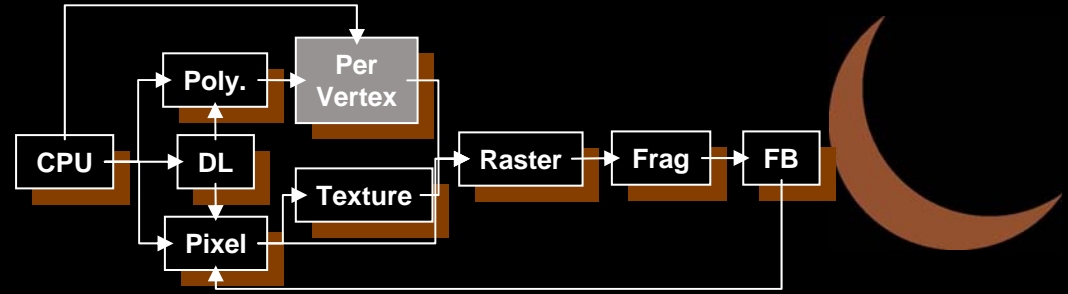 Per
Vertex
Poly.
CPU
DL
Raster
Frag
FB
Texture
Pixel